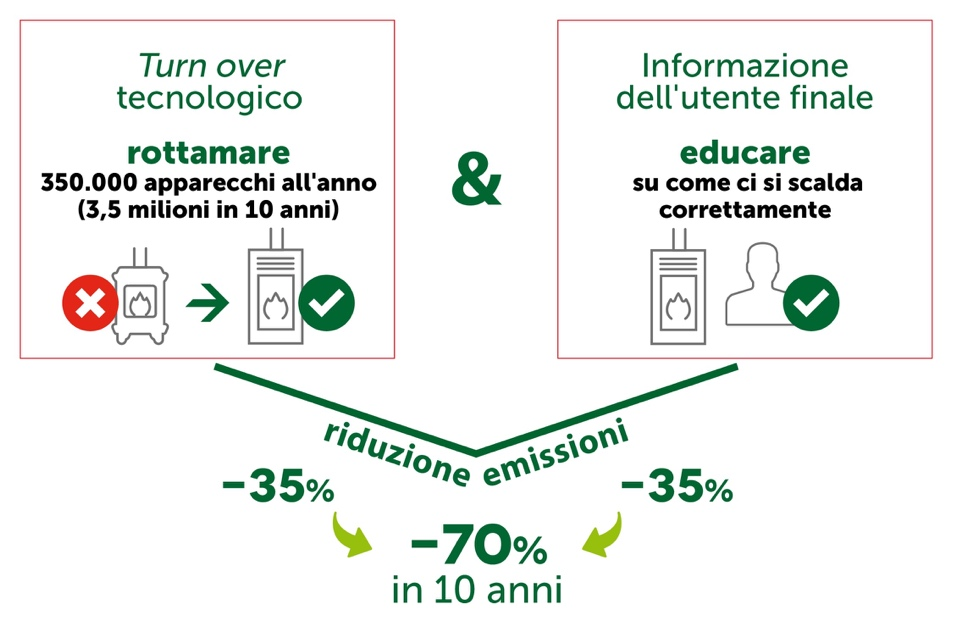 Turn over
tecnologico
rottamare
350.000 apparecchi all'anno
(3,5 milioni in 10 anni)
&
Informazione
dell'utente finale
educare
su come ci si scalda
correttamente
riduzione emissioni
-35%
-35%
-70%
in 10 anni